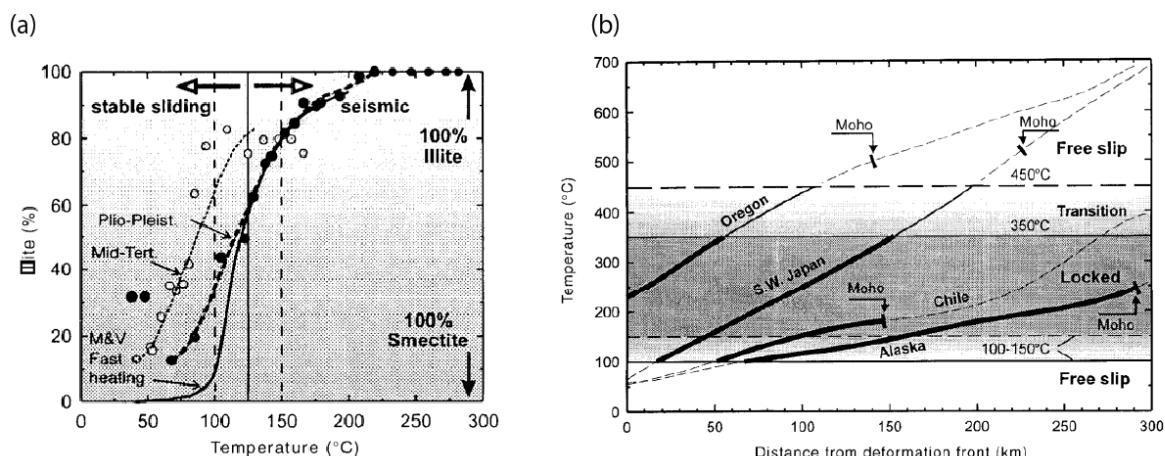 (a)
100
80
60
40
20
0
Illite (%)
stable sliding
seismic
100%
Illite
Plio-Pleist.
Mid-Tert.
M&V
Fast
heating
100%
Smectite
0
50
100
150
200
250
300
Temperature (°C)
(b)
700
600
500
400
300
200
100
0
Temperature (°C)
Moho
Moho
Free slip
450°C
Oregon
Transition
350°C
S.W. Japan
Locked
Moho
Chile
Moho
Alaska
100-150°C
Free slip
0
50
100
150
200
250
300
Distance from deformation front (km)